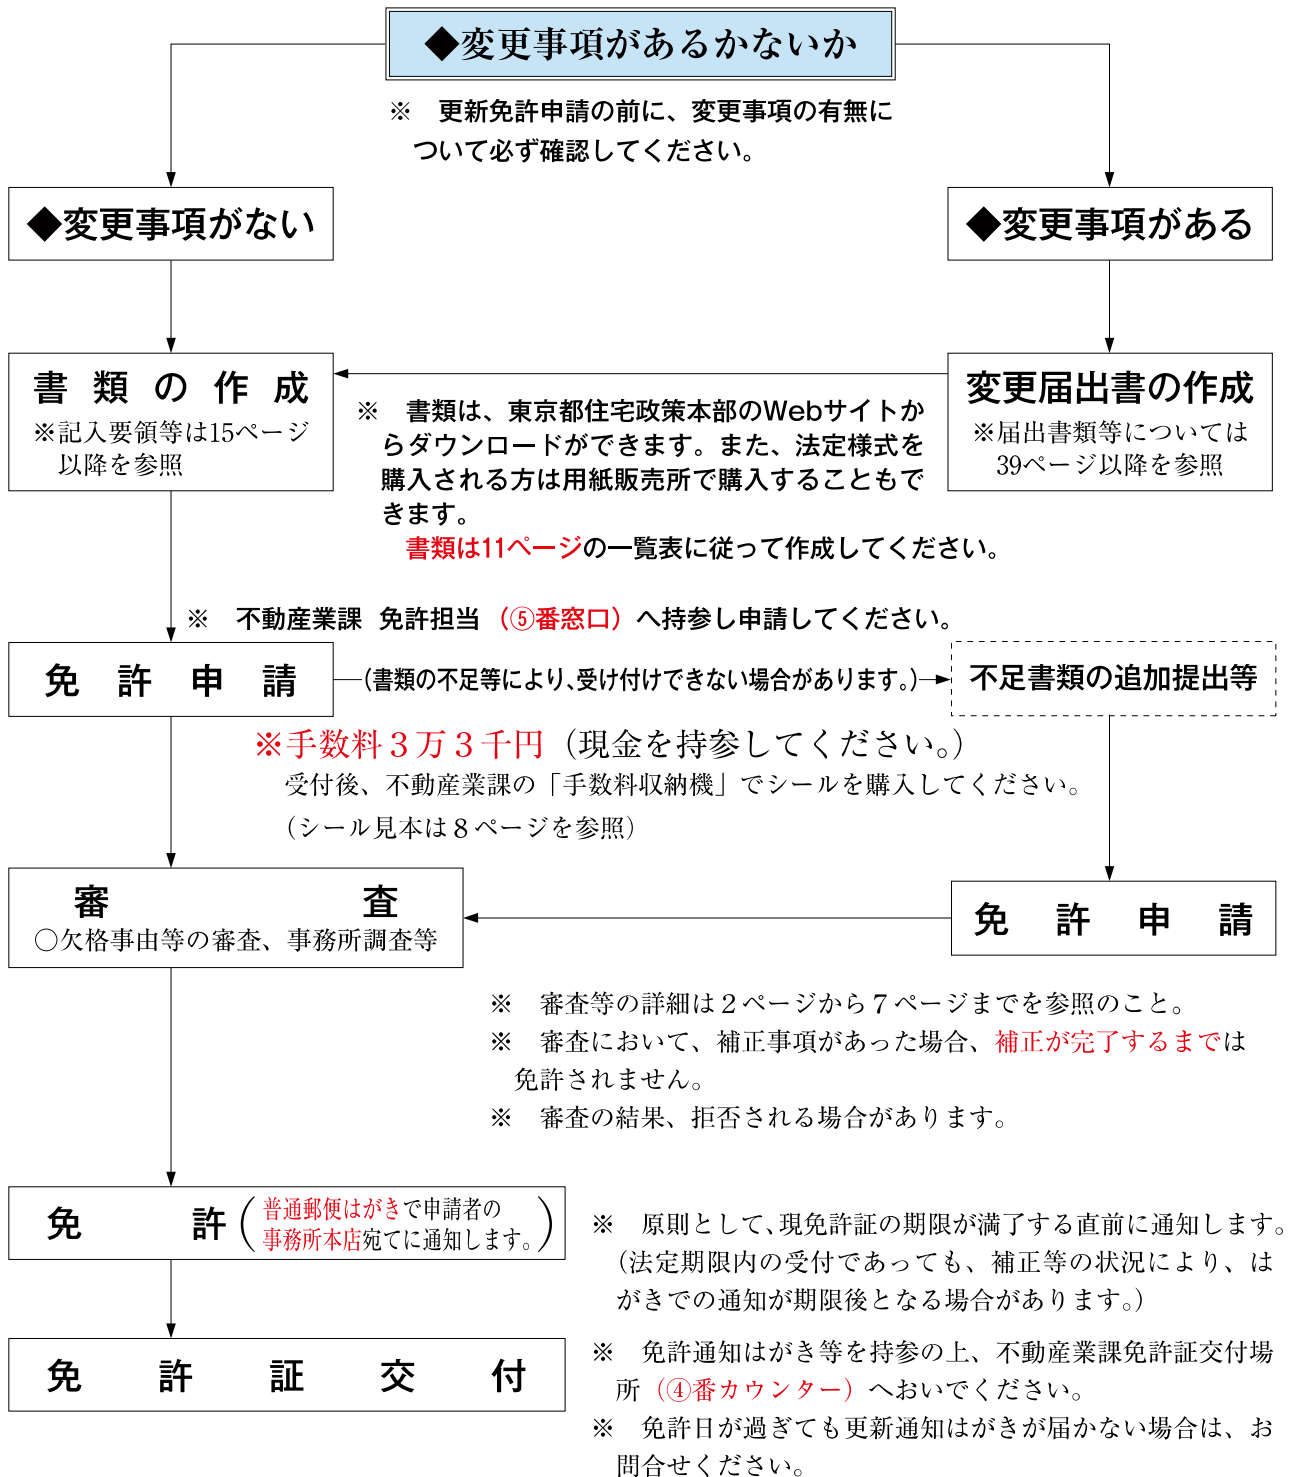 ◆変更事項があるかないか
※　更新免許申請の前に、変更事項の有無に
ついて必ず確認してください。
◆変更事項がない
◆変更事項がある
書類の作成
※記入要領等は15ページ
以降を参照
変更届出書の作成
※届出書類等については
39ページ以降を参照
※　書類は、東京都住宅政策本部のWebサイトか
らダウンロードができます。また、法定様式を
購入される方は用紙販売所で購入することもで
きます。
書類は11ページの一覧表に従って作成してください。
※　不動産業課 免許担当（⑤番窓口）へ持参し申請してください。
免許申請
（書類の不足等により、受け付けできない場合があります。）
不足書類の追加提出等
※手数料３万３千円（現金を持参してください。）
受付後、不動産業課の「手数料収納機」でシールを購入してください。
（シール見本は８ページを参照）
審査
○欠格事由等の審査、事務所調査等
免許申請
※　審査等の詳細は２ページから７ページまでを参照のこと。
※　審査において、補正事項があった場合、補正が完了するまでは
免許されません。
※　審査の結果、拒否される場合があります。
免許（普通郵便はがきで申請者の
事務所本店宛てに通知します。）
※　原則として、現免許証の期限が満了する直前に通知します。
（法定期限内の受付であっても、補正等の状況により、は
がきでの通知が期限後となる場合があります。）
免許証交付
※　免許通知はがき等を持参の上、不動産業課免許証交付場
所（④番カウンター）へおいでください。
※　免許日が過ぎても更新通知はがきが届かない場合は、お
問合せください。